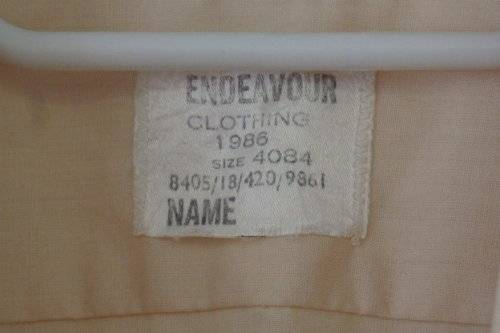 ENDEAVOUR
CLOTHING
1986
SIZE 4084
8405/18/420/9861
NAME